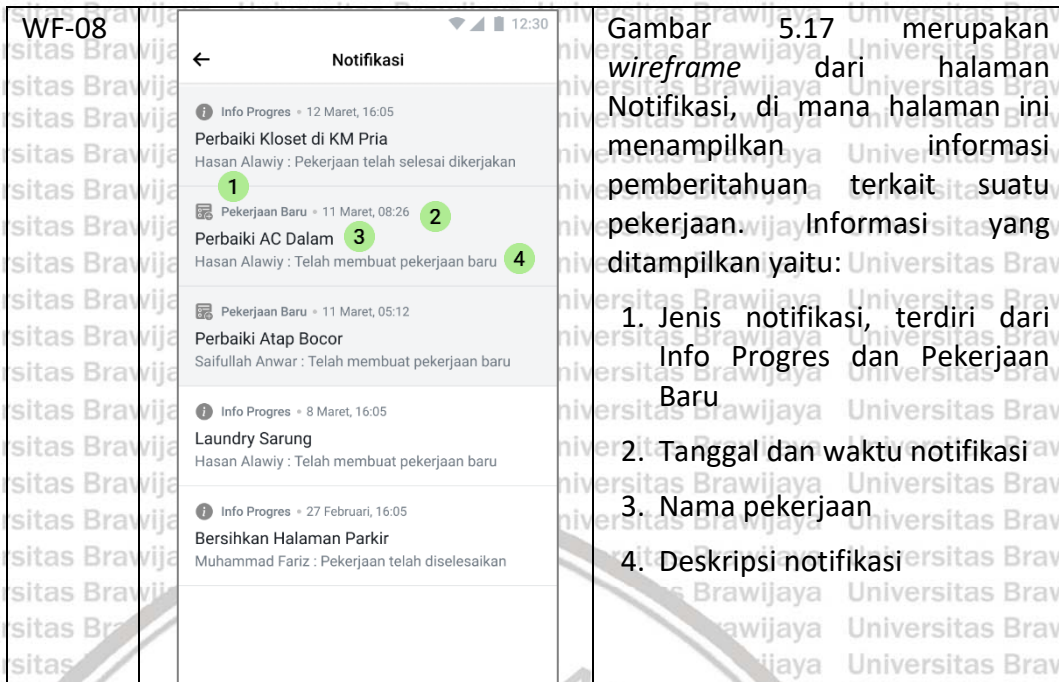 WF-08
12:30
Notifikasi
Info Progres • 12 Maret, 16:05
Perbaiki Kloset di KM Pria
Hasan Alawiy : Pekerjaan telah selesai dikerjakan
1
Pekerjaan Baru • 11 Maret, 08:26
2
Perbaiki AC Dalam
3
Hasan Alawiy : Telah membuat pekerjaan baru
4
Pekerjaan Baru • 11 Maret, 05:12
Perbaiki Atap Bocor
Saifullah Anwar : Telah membuat pekerjaan baru
Info Progres • 8 Maret, 16:05
Laundry Sarung
Hasan Alawiy : Telah membuat pekerjaan baru
Info Progres • 27 Februari, 16:05
Bersihkan Halaman Parkir
Muhammad Fariz : Pekerjaan telah diselesaikan
Gambar 5.17 merupakan
wireframe dari halaman
Notifikasi, di mana halaman ini
menampilkan informasi
pemberitahuan terkait suatu
pekerjaan. Informasi yang
ditampilkan yaitu:
1. Jenis notifikasi, terdiri dari
Info Progres dan Pekerjaan
Baru
2. Tanggal dan waktu notifikasi
3. Nama pekerjaan
4. Deskripsi notifikasi